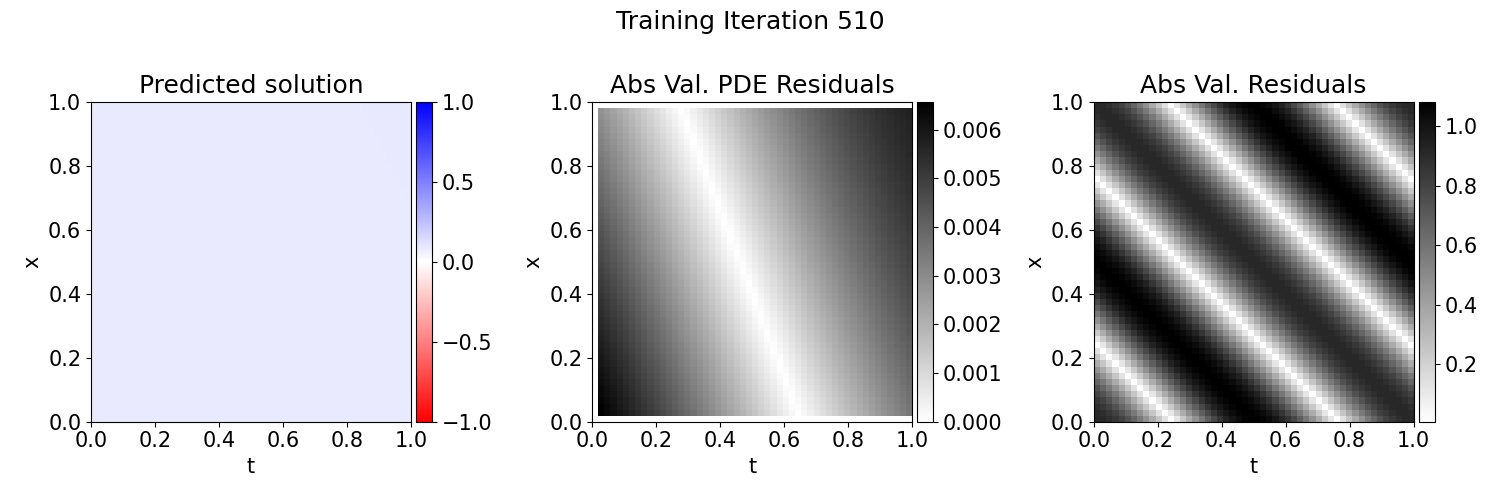 Training Iteration 510
Predicted solution
1.0
0.8
0.6
0.4
0.2
0.0
x
0.0 0.2 0.4 0.6 0.8 1.0
t
1.0
0.5
0.0
−0.5
−1.0
Abs Val. PDE Residuals
1.0
0.8
0.6
0.4
0.2
0.0
x
0.0 0.2 0.4 0.6 0.8 1.0
t
0.006
0.005
0.004
0.003
0.002
0.001
0.000
Abs Val. Residuals
1.0
0.8
0.6
0.4
0.2
0.0
x
0.0 0.2 0.4 0.6 0.8 1.0
t
1.0
0.8
0.6
0.4
0.2